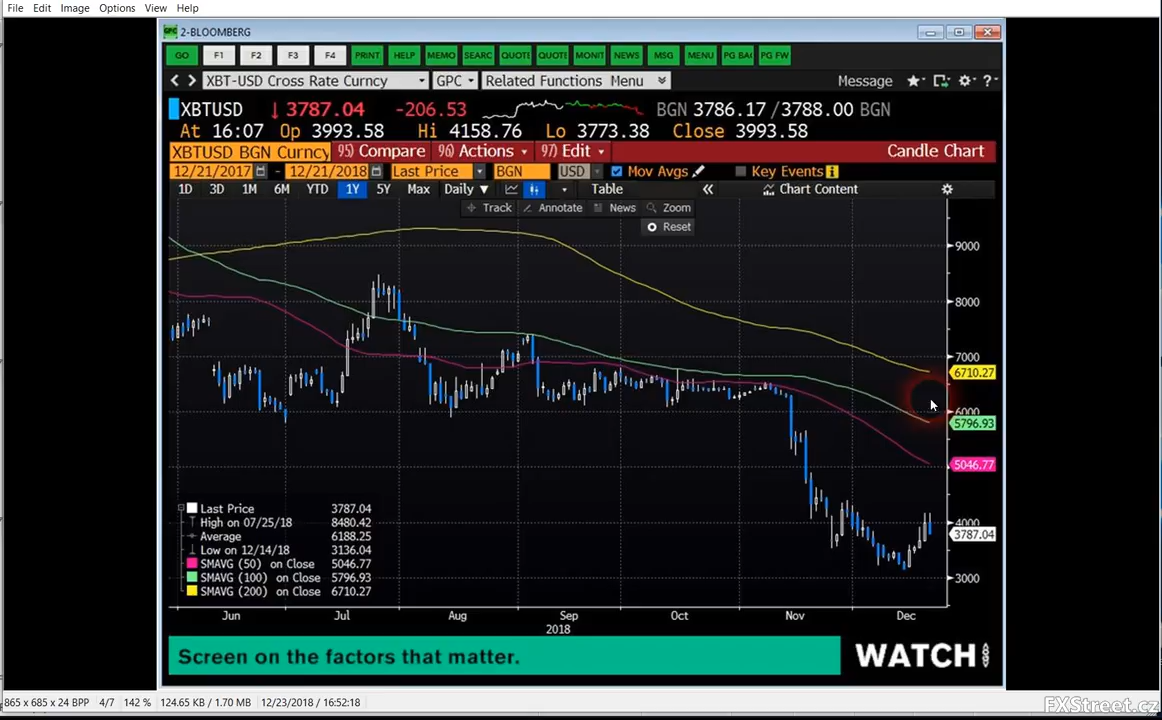 File Edit Image Options View Help
2-BLOOMBERG
GO F1 F2 F3 F4 PRINT HELP MEMO SEARC QUOTE QUOTE MONIT NEWS MSG MENU PG BAC PG FW
XBT-USD Cross Rate Curncy GPC Related Functions Menu Message ?
XBTUSD 3787.04 -206.53 BGN 3786.17/3788.00 BGN
At 16:07 Op 3993.58 Hi 4158.76 Lo 3773.38 Close 3993.58
XBTUSD BGN Curncy 95) Compare 96) Actions 97) Edit Candle Chart
12/21/2017 - 12/21/2018 Last Price BGN USD Mov Avgs Key Events
1D 3D 1M 6M YTD 1Y 5Y Max Daily Table Chart Content
Track Annotate News Zoom
Reset
9000
8000
7000
6710.27
6000
5796.93
5046.77
4000
3787.04
3000
Last Price 3787.04
High on 07/25/18 8480.42
Average 6188.25
Low on 12/14/18 3136.04
SMAVG (50) on Close 5046.77
SMAVG (100) on Close 5796.93
SMAVG (200) on Close 6710.27
Jun Jul Aug Sep Oct Nov Dec
2018
Screen on the factors that matter. WATCH
865 x 685 x 24 BPP 4/7 142 % 124.65 KB / 1.70 MB 12/23/2018 / 16:52:18
FXStreet.cz